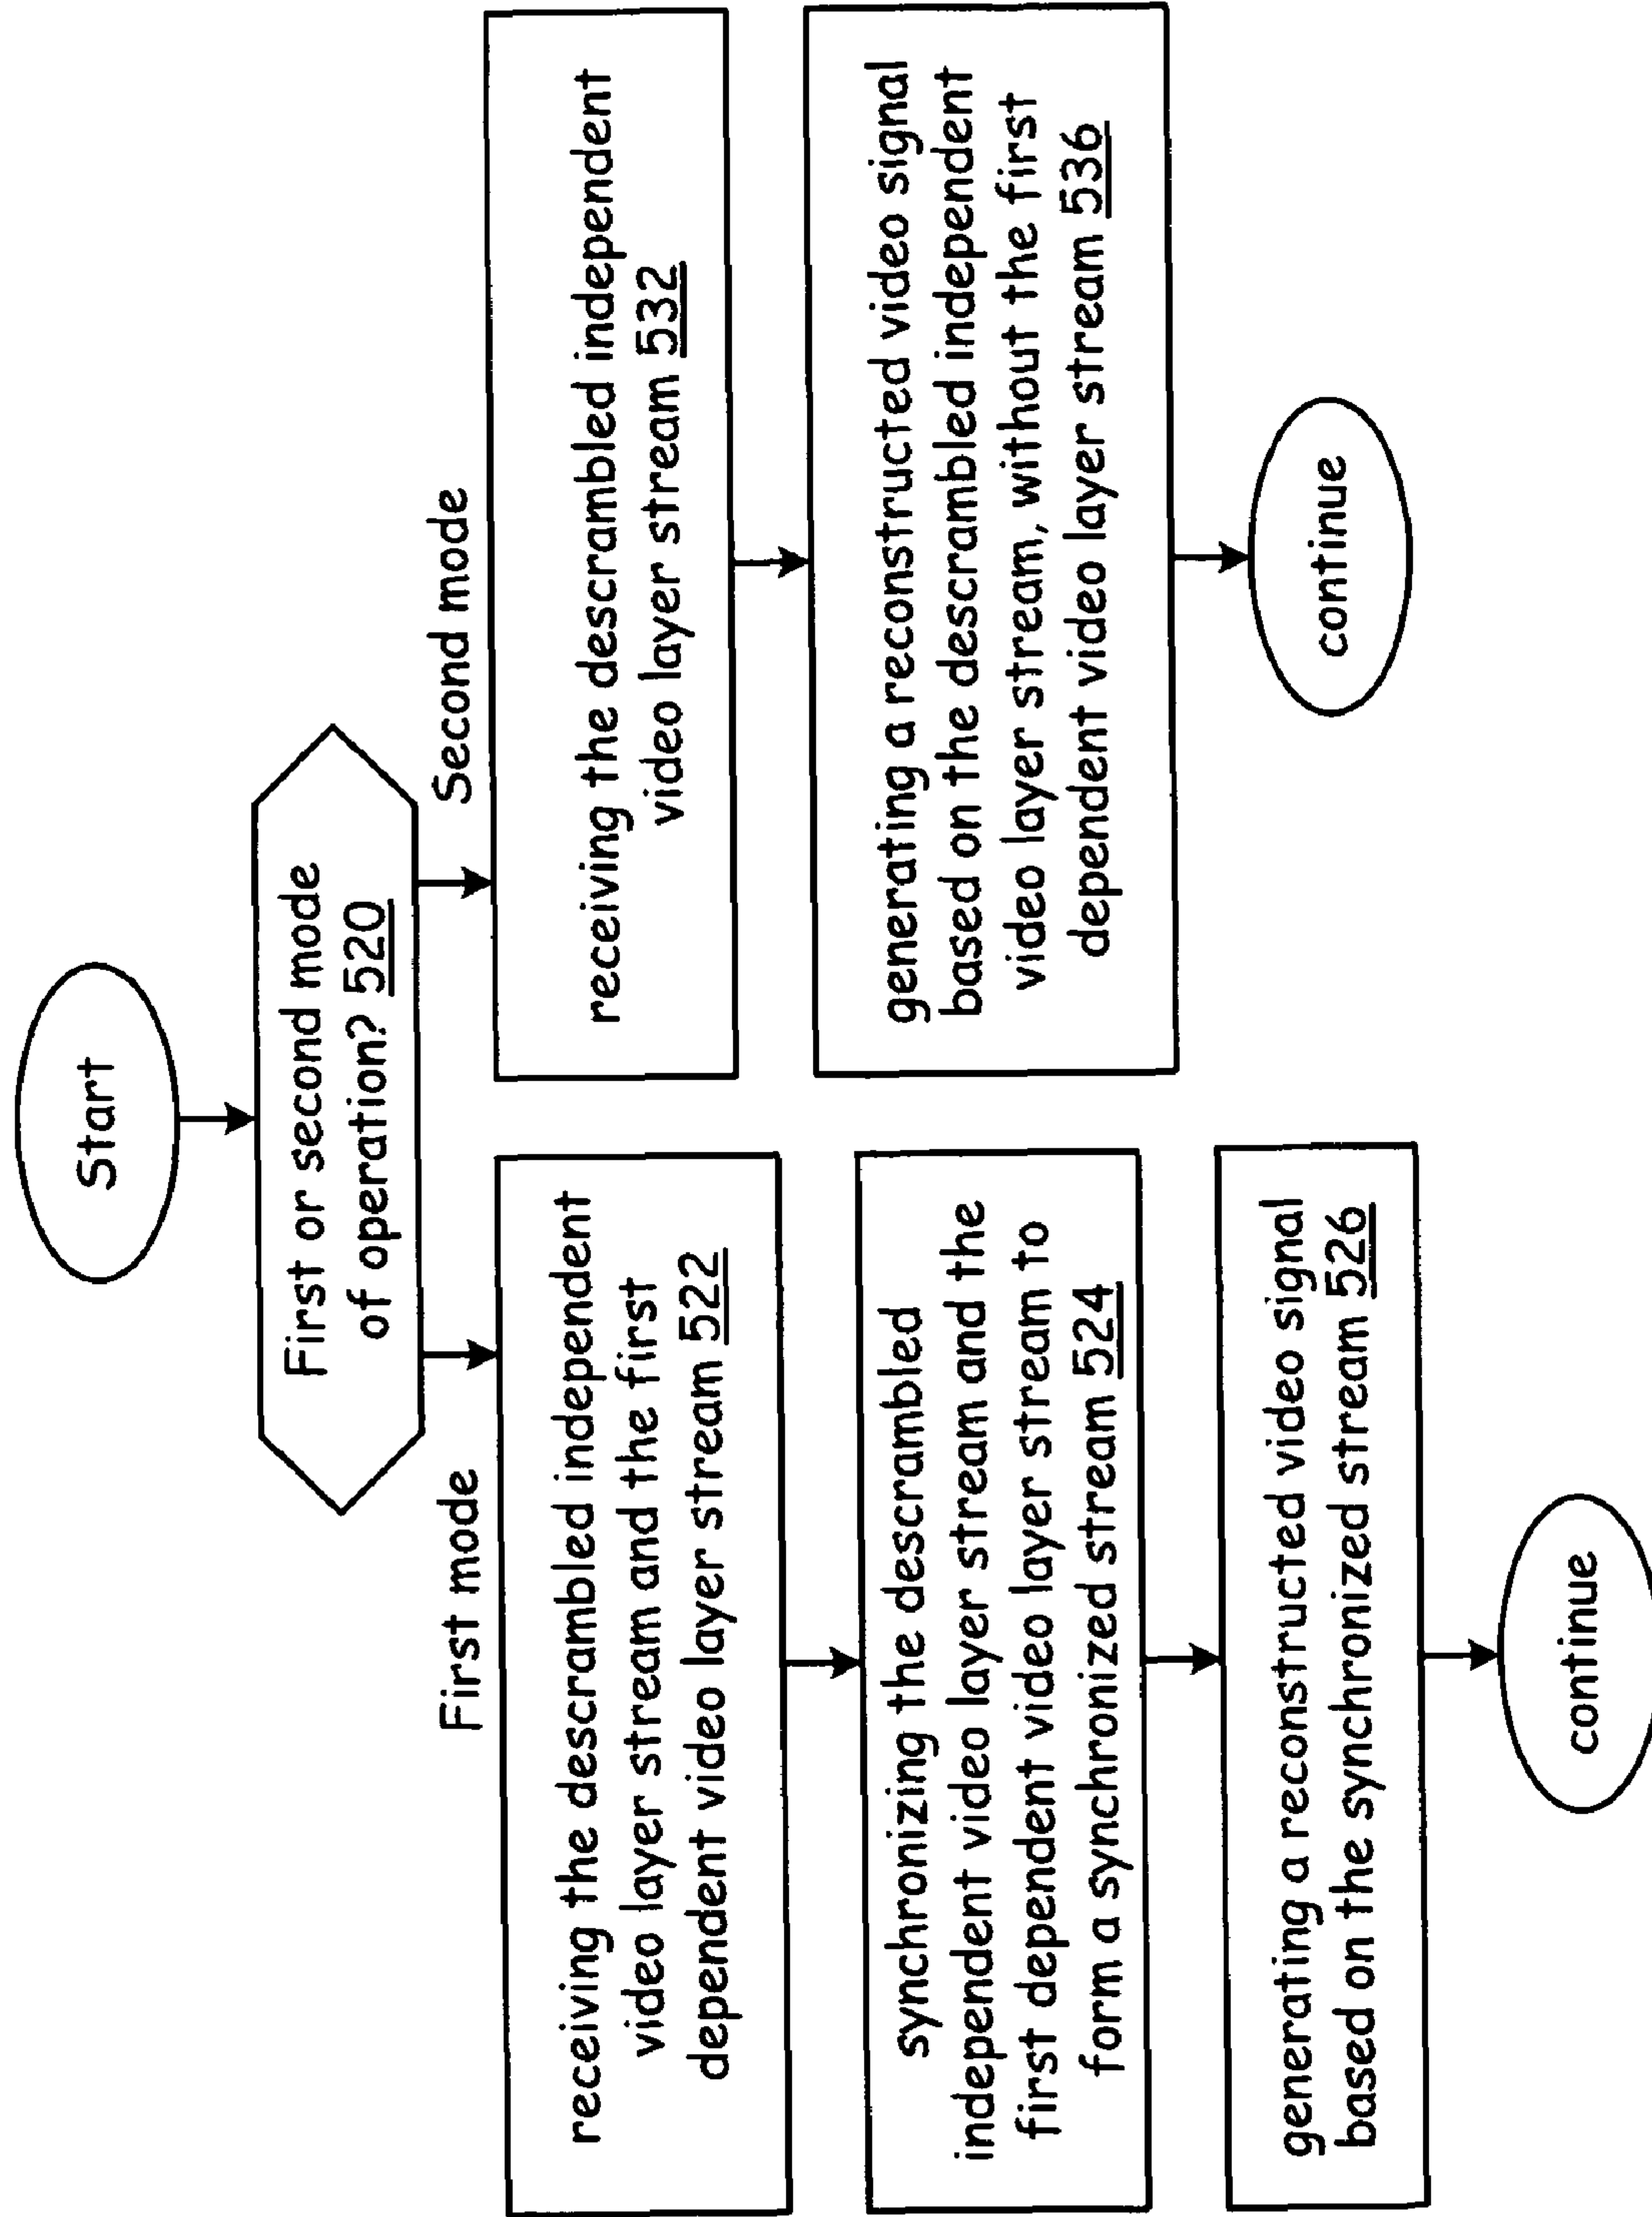 Start
First or second mode
of operation? 520
First mode
Second mode
receiving the descrambled independent
video layer stream and the first
dependent video layer stream 522
synchronizing the descrambled
independent video layer stream and the
first dependent video layer stream to
form a synchronized stream 524
generating a reconstructed video signal
based on the synchronized stream 526
continue
receiving the descrambled independent
video layer stream 532
generating a reconstructed video signal
based on the descrambled independent
video layer stream, without the first
dependent video layer stream 536
continue